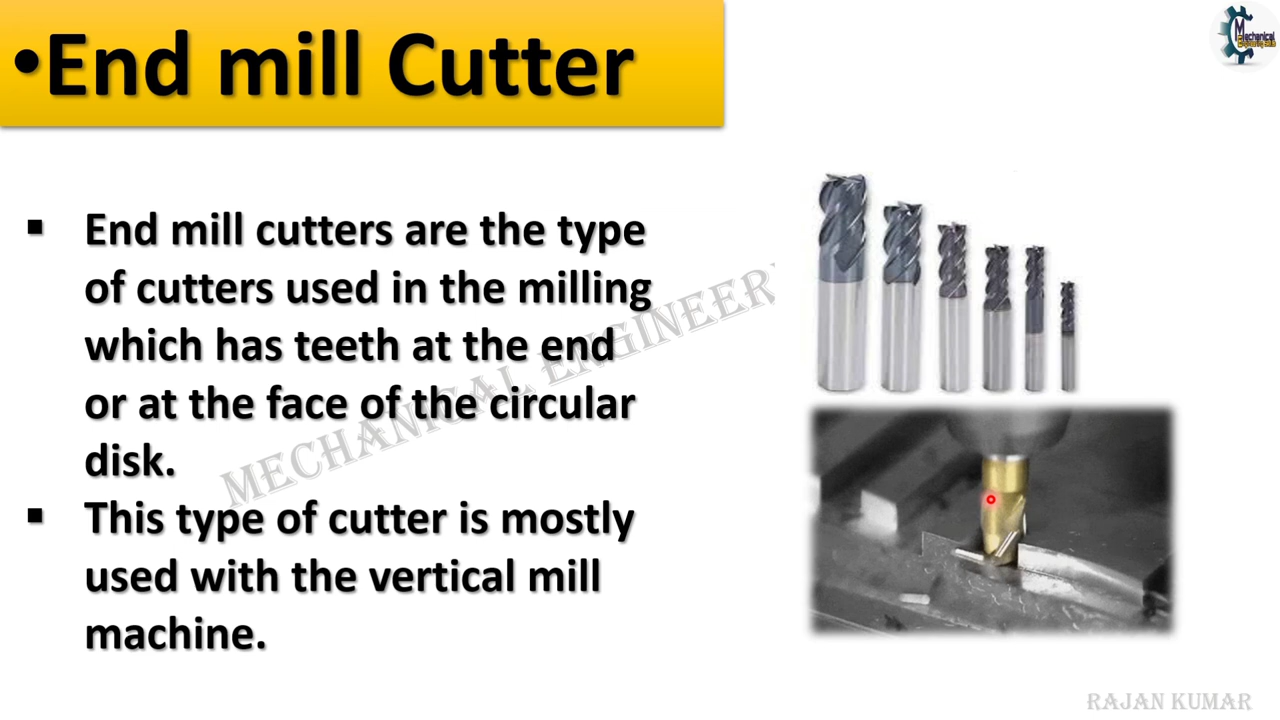 •End mill Cutter
▪ End mill cutters are the type
of cutters used in the milling
which has teeth at the end
or at the face of the circular
disk.
▪ This type of cutter is mostly
used with the vertical mill
machine.
MECHANICAL ENGINEER
Mechanical
RAJAN KUMAR